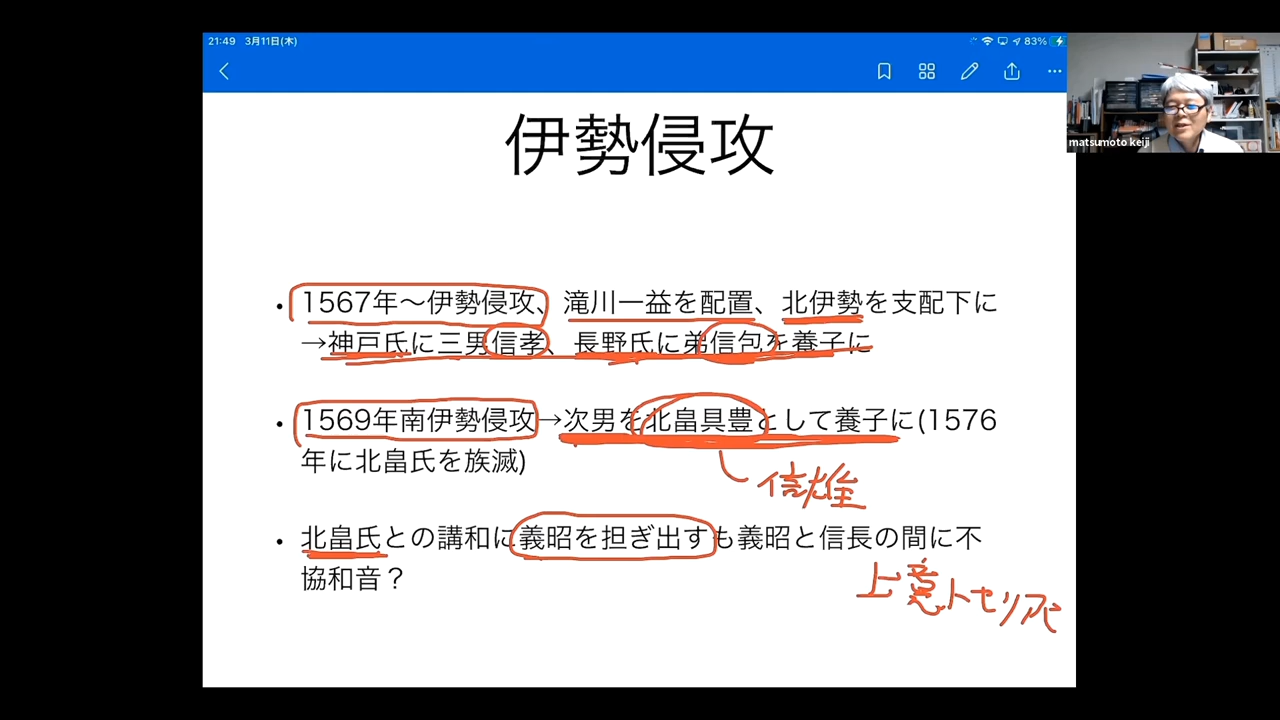 21:49 3月11日(木)
83%
matsumoto keiji
伊勢侵攻
• 1567年〜伊勢侵攻、滝川一益を配置、北伊勢を支配下に
→神戸氏に三男信孝、長野氏に弟信包を養子に
• 1569年南伊勢侵攻→次男を北畠具豊として養子に(1576
年に北畠氏を族滅)
信雄
• 北畠氏との講和に義昭を担ぎ出すも義昭と信長の間に不
協和音？
上意トセリアヒ